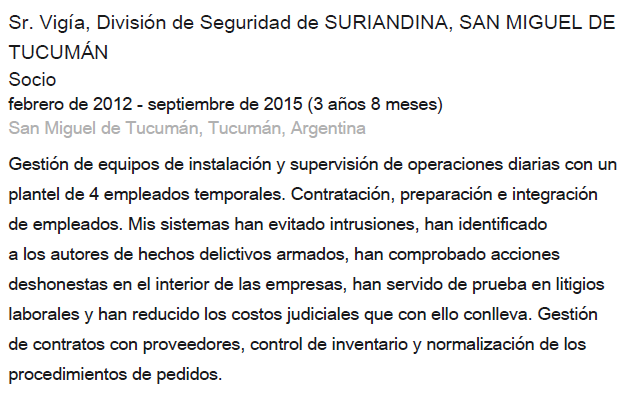 Sr. Vigía, División de Seguridad de SURIANDINA, SAN MIGUEL DE
TUCUMÁN
Socio
febrero de 2012 - septiembre de 2015 (3 años 8 meses)
San Miguel de Tucumán, Tucumán, Argentina
Gestión de equipos de instalación y supervisión de operaciones diarias con un
plantel de 4 empleados temporales. Contratación, preparación e integración
de empleados. Mis sistemas han evitado intrusiones, han identificado
a los autores de hechos delictivos armados, han comprobado acciones
deshonestas en el interior de las empresas, han servido de prueba en litigios
laborales y han reducido los costos judiciales que con ello conlleva. Gestión
de contratos con proveedores, control de inventario y normalización de los
procedimientos de pedidos.